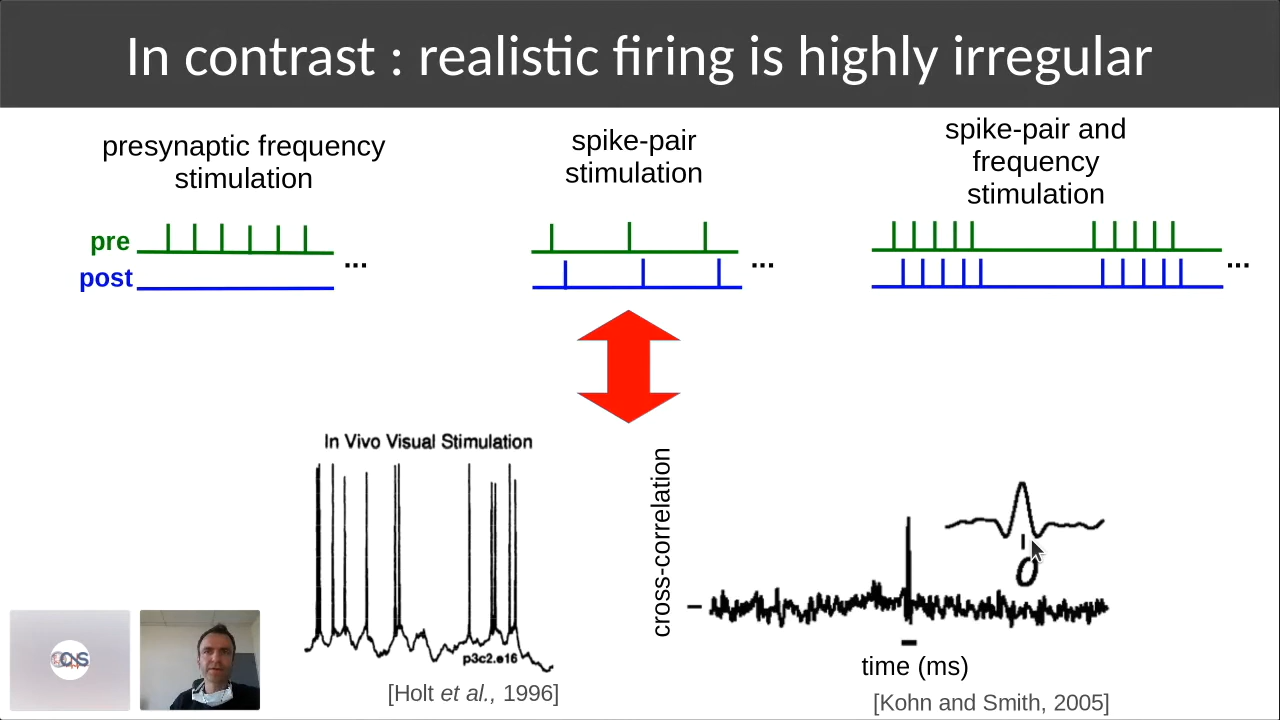 In contrast : realistic firing is highly irregular
presynaptic frequency
stimulation
spike-pair
stimulation
spike-pair and
frequency
stimulation
pre
post
...
...
...
In Vivo Visual Stimulation
p3c2.e16
[Holt et al., 1996]
cross-correlation
0
time (ms)
[Kohn and Smith, 2005]